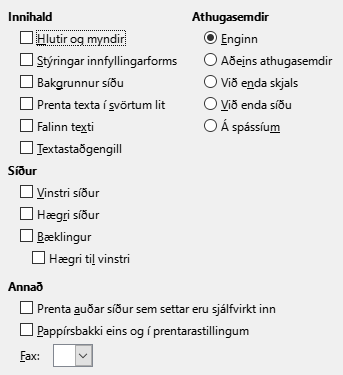 Innihald
Hlutir og myndir
Stýringar innfyllingarforms
Bakgrunnur síðu
Prenta texta í svörtum lit
Falinn texti
Textastaðgengill
Athugasemdir
Enginn
Aðeins athugasemdir
Við enda skjals
Við enda síðu
Á spássíum
Síður
Vinstri síður
Hægri síður
Bæklingur
Hægri til vinstri
Annað
Prenta auðar síður sem settar eru sjálfvirkt inn
Pappírsbakki eins og í prentarastillingum
Fax: